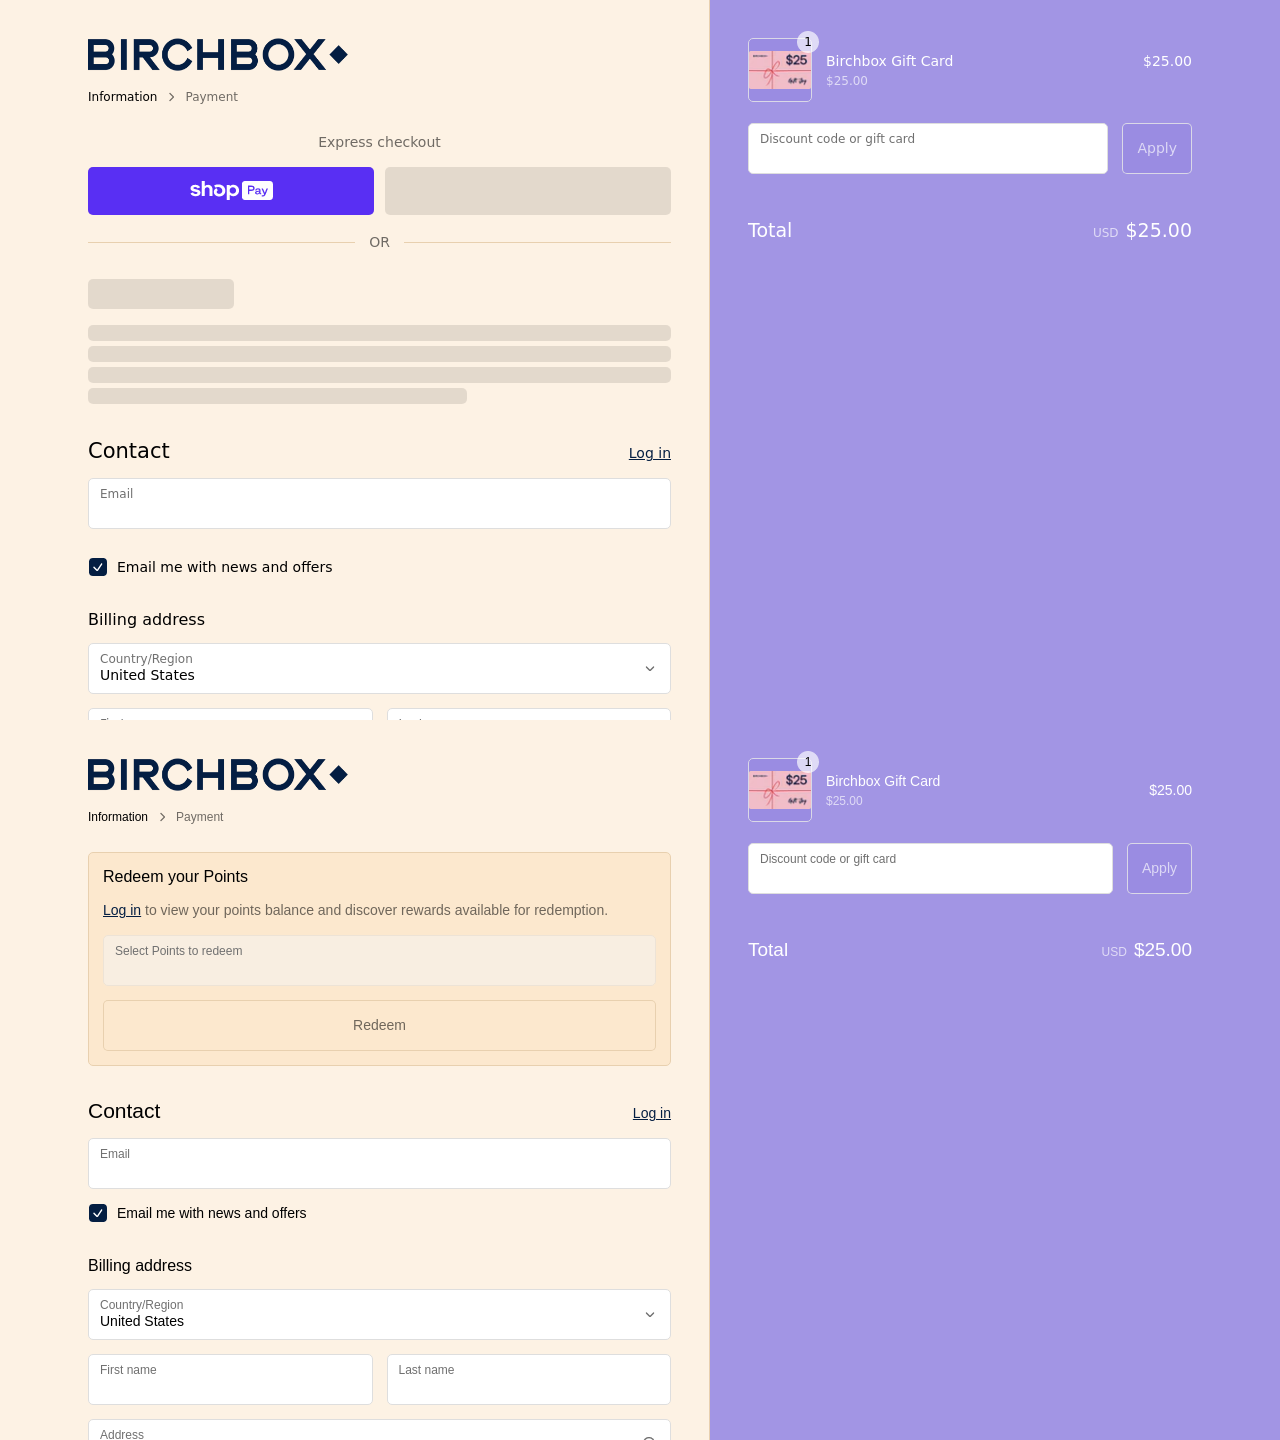 BIRCHBOX
Information > Payment
Express checkout
shop Pay
OR
Contact
Log in
Email
Email me with news and offers
Billing address
Country/Region
United States
1
$25
Birchbox Gift Card
$25.00
$25.00
Discount code or gift card
Apply
Total
USD $25.00
BIRCHBOX
Information > Payment
Redeem your Points
Log in to view your points balance and discover rewards available for redemption.
Select Points to redeem
Redeem
Contact
Log in
Email
Email me with news and offers
Billing address
Country/Region
United States
First name
Last name
Address
1
$25
Birchbox Gift Card
$25.00
$25.00
Discount code or gift card
Apply
Total
USD $25.00